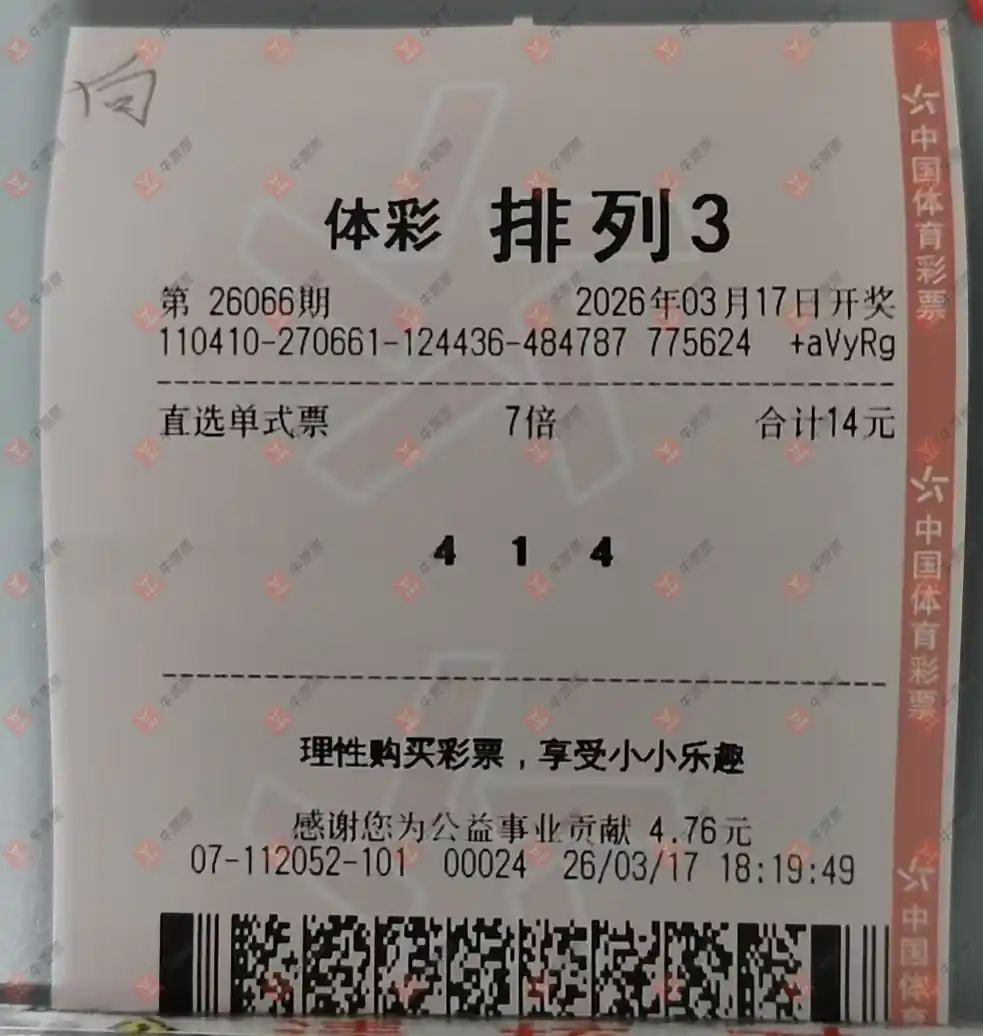 向
体彩 排列3
第 26066期 2026年03月17日开奖
110410-270661-124436-484787 775624 +aVyRg
直选单式票 7倍 合计14元
4 1 4
理性购买彩票，享受小小乐趣
感谢您为公益事业贡献 4.76元
07-112052-101 00024 26/03/17 18:19:49
中国体育彩票
中国体育彩票
中国体育